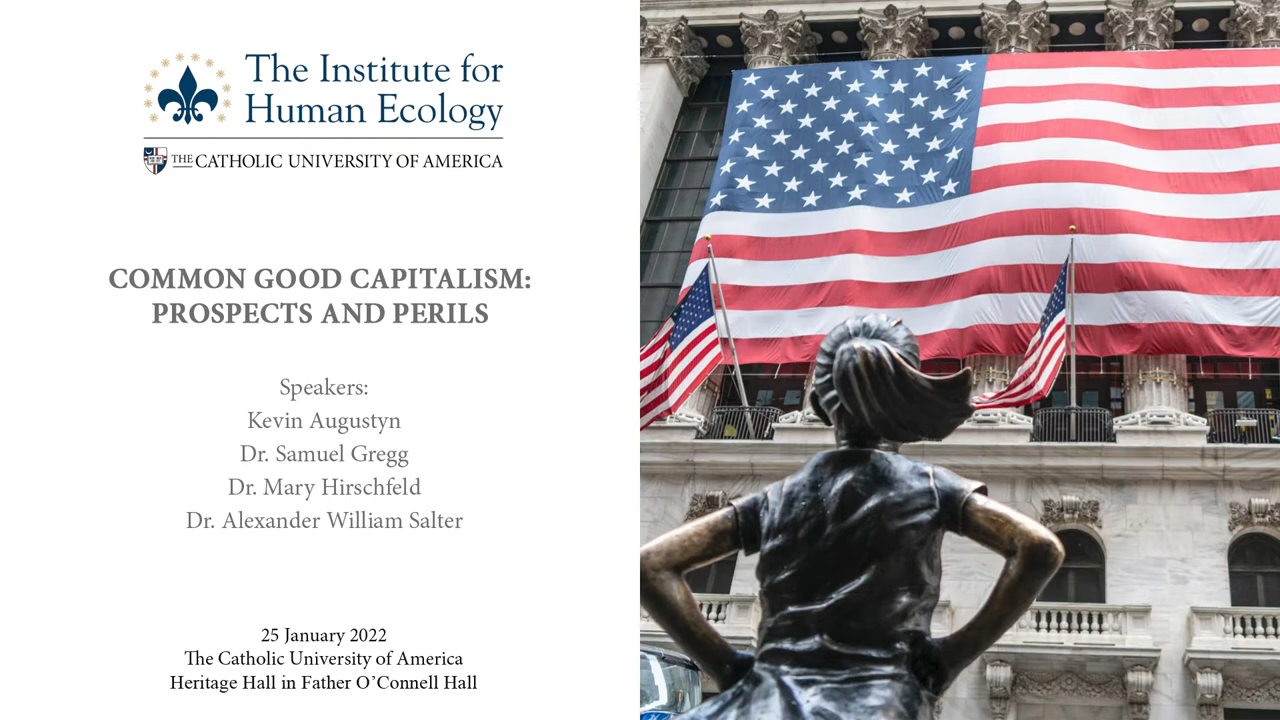 The Institute for
Human Ecology
THE CATHOLIC UNIVERSITY OF AMERICA
COMMON GOOD CAPITALISM:
PROSPECTS AND PERILS
Speakers:
Kevin Augustyn
Dr. Samuel Gregg
Dr. Mary Hirschfeld
Dr. Alexander William Salter
25 January 2022
The Catholic University of America
Heritage Hall in Father O’Connell Hall